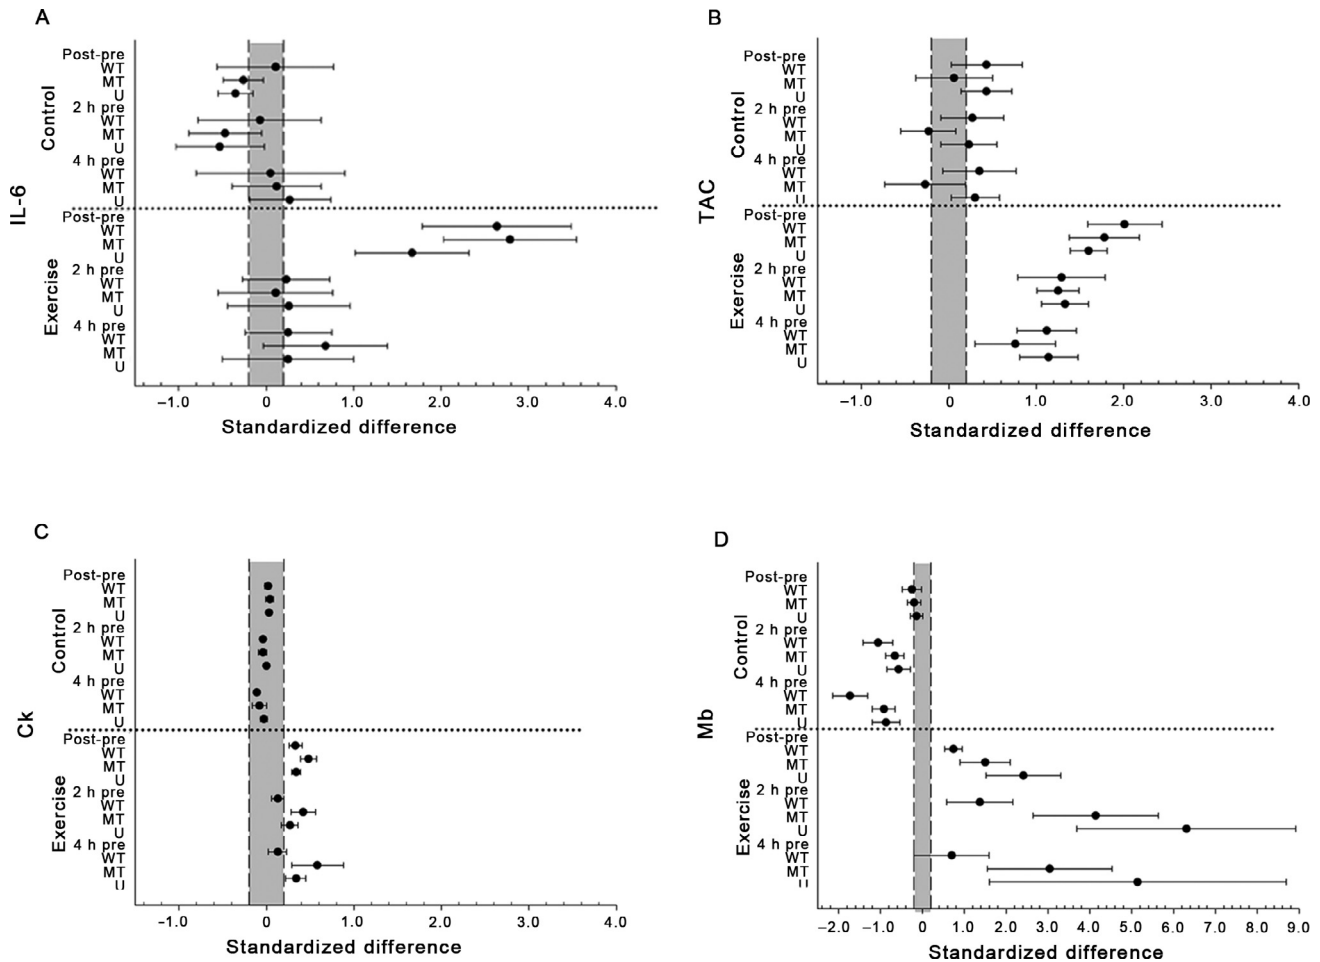 A
IL-6
Control
Post-pre
WT
MT
U
2 h pre
WT
MT
U
4 h pre
WT
MT
U
Exercise
Post-pre
WT
MT
U
2 h pre
WT
MT
U
4 h pre
WT
MT
U
−1.0 0 1.0 2.0 3.0 4.0
Standardized difference
B
TAC
Control
Post-pre
WT
MT
U
2 h pre
WT
MT
U
4 h pre
WT
MT
U
Exercise
Post-pre
WT
MT
U
2 h pre
WT
MT
U
4 h pre
WT
MT
U
−1.0 0 1.0 2.0 3.0 4.0
Standardized difference
C
Ck
Control
Post-pre
WT
MT
U
2 h pre
WT
MT
U
4 h pre
WT
MT
U
Exercise
Post-pre
WT
MT
U
2 h pre
WT
MT
U
4 h pre
WT
MT
U
−1.0 0 1.0 2.0 3.0 4.0
Standardized difference
D
Mb
Control
Post-pre
WT
MT
U
2 h pre
WT
MT
U
4 h pre
WT
MT
U
Exercise
Post-pre
WT
MT
U
2 h pre
WT
MT
U
4 h pre
WT
MT
U
−2.0 −1.0 0 1.0 2.0 3.0 4.0 5.0 6.0 7.0 8.0 9.0
Standardized difference